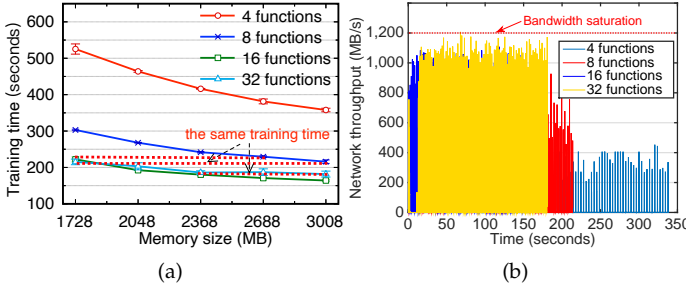 600
500
400
300
200
100
Training time (seconds)
4 functions
8 functions
16 functions
32 functions
the same training time
1728 2048 2368 2688 3008
Memory size (MB)
(a)
Bandwidth saturation
1,200
1,000
800
600
400
200
0
Network throughput (MB/s)
4 functions
8 functions
16 functions
32 functions
0 50 100 150 200 250 300 350
Time (seconds)
(b)